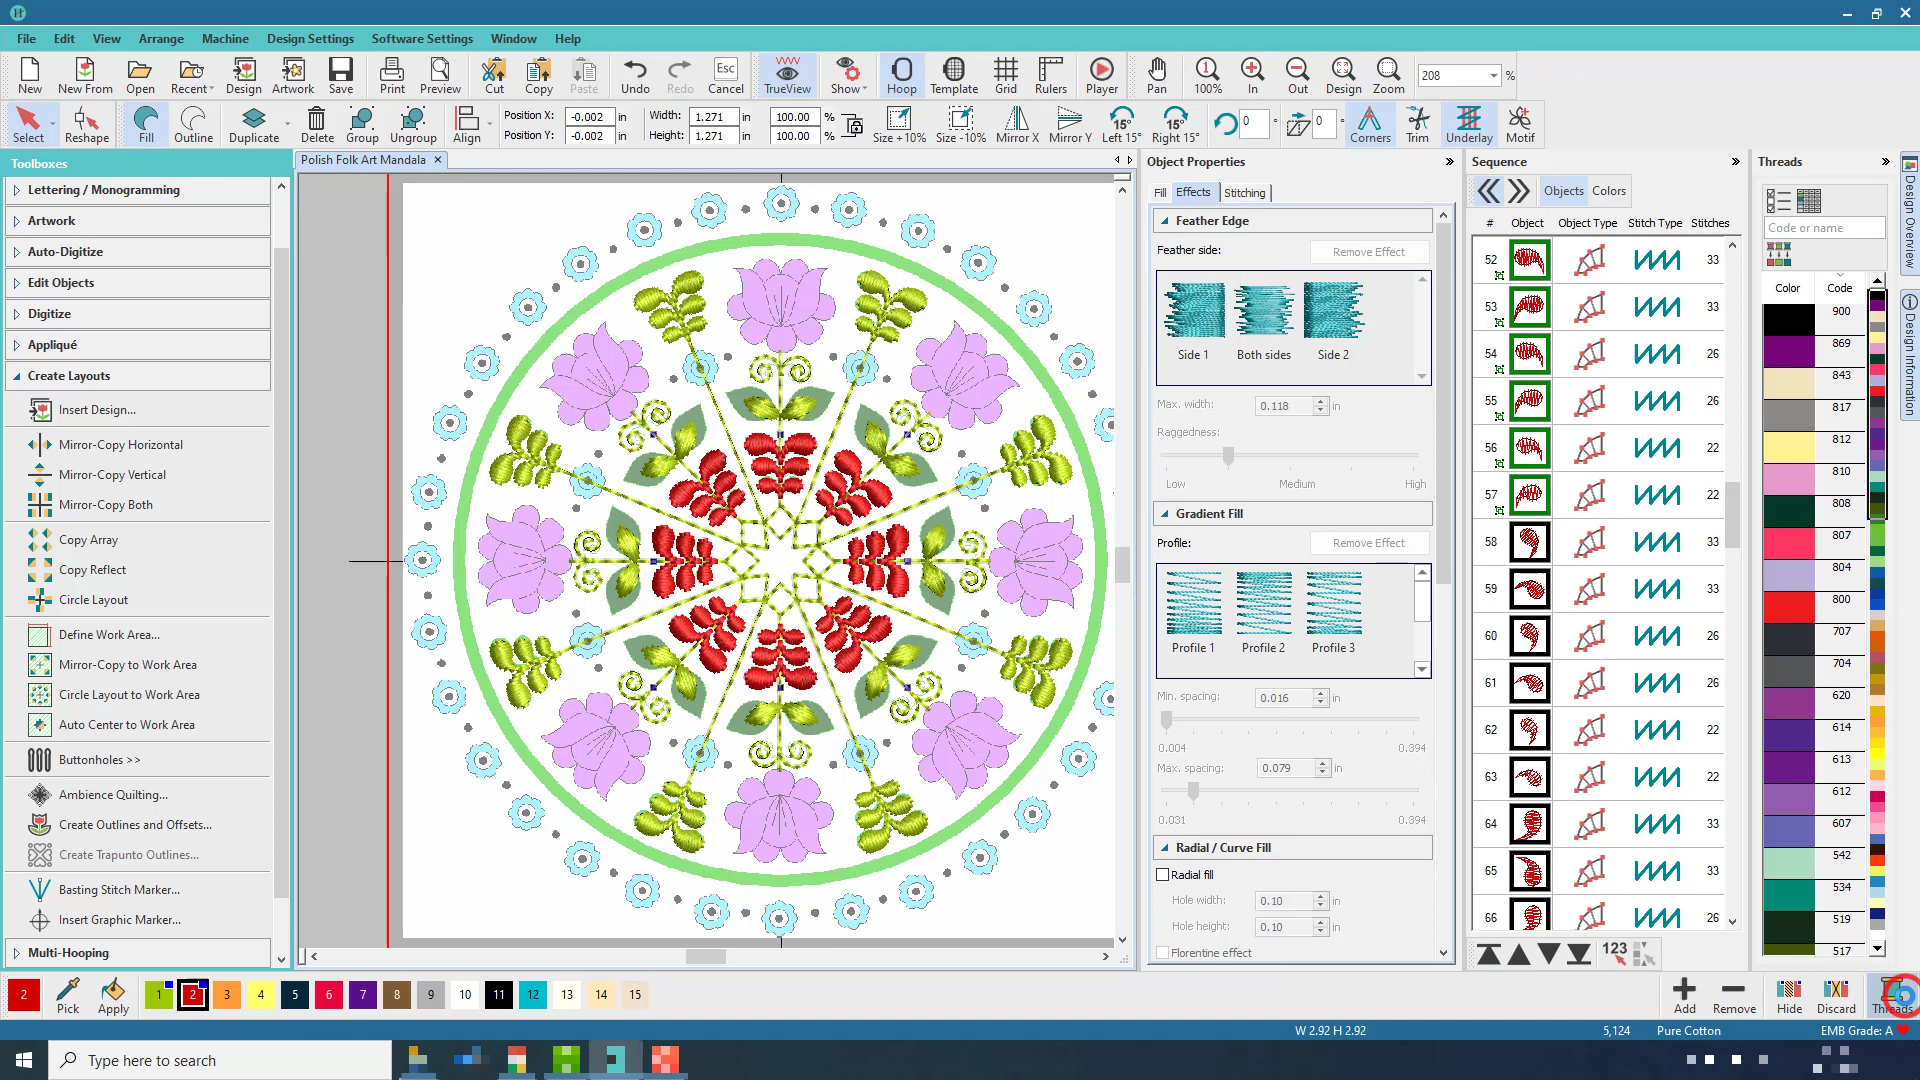 File Edit View Arrange Machine Design Settings Software Settings Window Help
New New From Open Recent Design Artwork Save Print Preview Cut Copy Paste Undo Redo Esc Cancel TrueView Show Hoop Template Grid Rulers Player Pan 1 100% In Out Design Zoom 208 %
Select Reshape Fill Outline Duplicate Delete Group Ungroup Align
Position X: -0.002 in Width: 1.271 in 100.00 %
Position Y: -0.002 in Height: 1.271 in 100.00 %
Size +10% Size -10% Mirror X Mirror Y 15° Left 15° 15° Right 15° 0 ° 0 ° Corners Trim Underlay Motif
Toolboxes
Lettering / Monogramming
Artwork
Auto-Digitize
Edit Objects
Digitize
Appliqué
Create Layouts
Insert Design...
Mirror-Copy Horizontal
Mirror-Copy Vertical
Mirror-Copy Both
Copy Array
Copy Reflect
Circle Layout
Define Work Area...
Mirror-Copy to Work Area
Circle Layout to Work Area
Auto Center to Work Area
Buttonholes >>
Ambience Quilting...
Create Outlines and Offsets...
Create Trapunto Outlines...
Basting Stitch Marker...
Insert Graphic Marker...
Multi-Hooping
Polish Folk Art Mandala
Object Properties
Fill Effects Stitching
Feather Edge
Feather side: Remove Effect
Side 1 Both sides Side 2
Max. width: 0.118 in
Raggedness:
Low Medium High
Gradient Fill
Profile: Remove Effect
Profile 1 Profile 2 Profile 3
Min. spacing: 0.016 in
0.004 0.394
Max. spacing: 0.079 in
0.031 0.394
Radial / Curve Fill
Radial fill
Hole width: 0.10 in
Hole height: 0.10 in
Florentine effect
Sequence
Objects Colors
# Object Object Type Stitch Type Stitches
52 33
53 33
54 26
55 26
56 22
57 22
58 33
59 33
60 26
61 26
62 22
63 22
64 33
65 33
66 26
123
Threads
Code or name
Color Code
900
869
843
817
812
810
808
807
804
800
707
704
620
614
613
612
607
542
534
519
517
Design Overview
Design Information
2 Pick Apply 1 2 3 4 5 6 7 8 9 10 11 12 13 14 15 Add Remove Hide Discard Threads
W 2.92 H 2.92 5,124 Pure Cotton EMB Grade: A
Type here to search